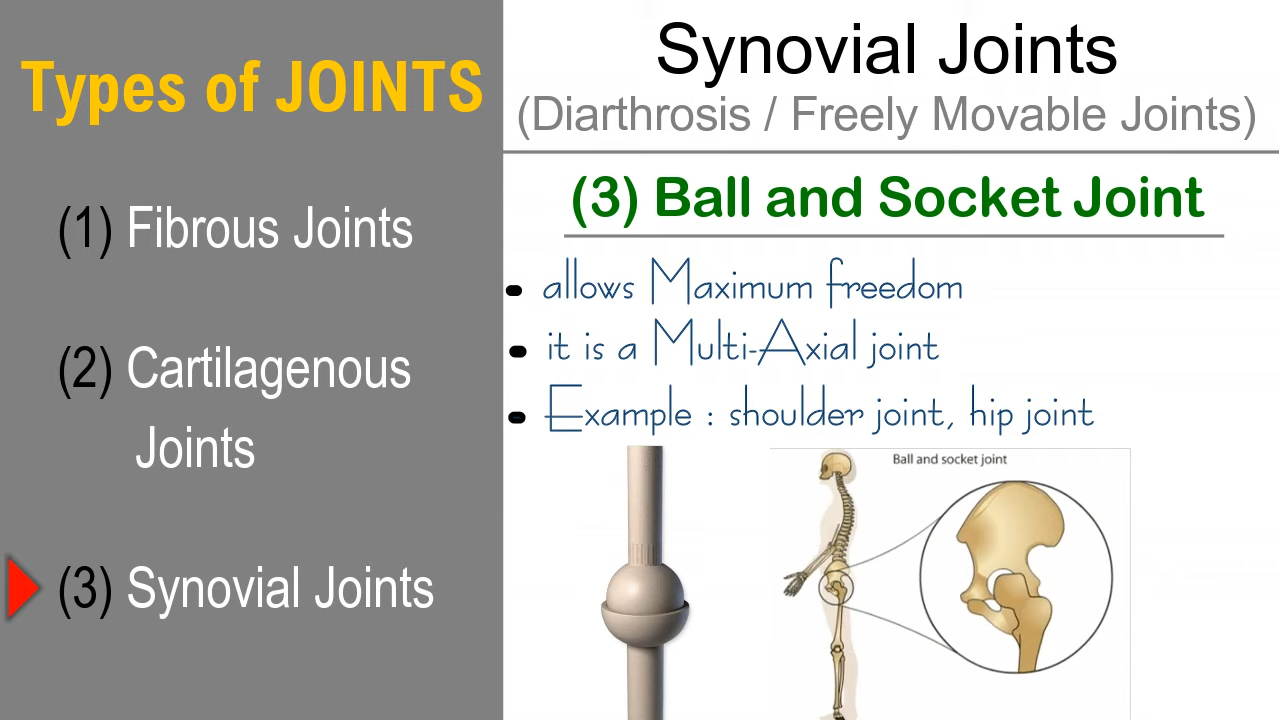 Types of JOINTS
(1) Fibrous Joints
(2) Cartilagenous
Joints
(3) Synovial Joints
Synovial Joints
(Diarthrosis / Freely Movable Joints)
(3) Ball and Socket Joint
• allows Maximum freedom
• it is a Multi-Axial joint
• Example : shoulder joint, hip joint
Ball and socket joint